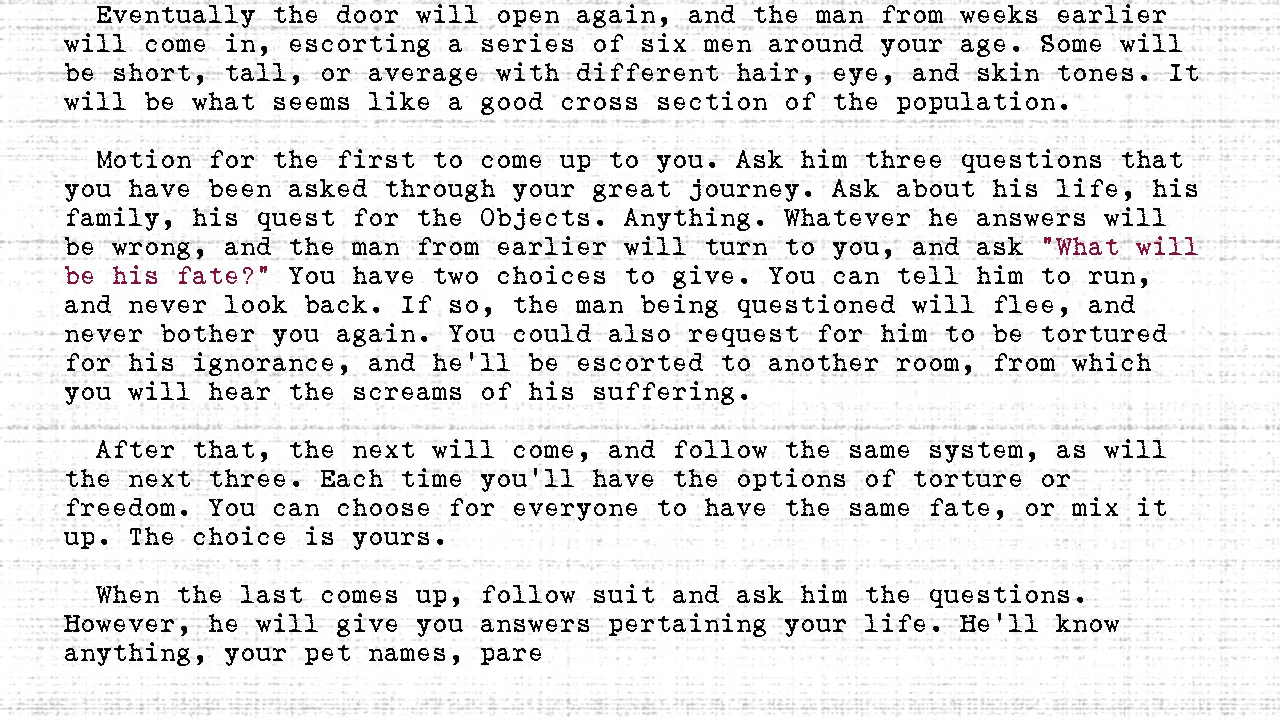 Eventually the door will open again, and the man from weeks earlier
will come in, escorting a series of six men around your age. Some will
be short, tall, or average with different hair, eye, and skin tones. It
will be what seems like a good cross section of the population.
Motion for the first to come up to you. Ask him three questions that
you have been asked through your great journey. Ask about his life, his
family, his quest for the Objects. Anything. Whatever he answers will
be wrong, and the man from earlier will turn to you, and ask "What will
be his fate?" You have two choices to give. You can tell him to run,
and never look back. If so, the man being questioned will flee, and
never bother you again. You could also request for him to be tortured
for his ignorance, and he'll be escorted to another room, from which
you will hear the screams of his suffering.
After that, the next will come, and follow the same system, as will
the next three. Each time you'll have the options of torture or
freedom. You can choose for everyone to have the same fate, or mix it
up. The choice is yours.
When the last comes up, follow suit and ask him the questions.
However, he will give you answers pertaining your life. He'll know
anything, your pet names, pare